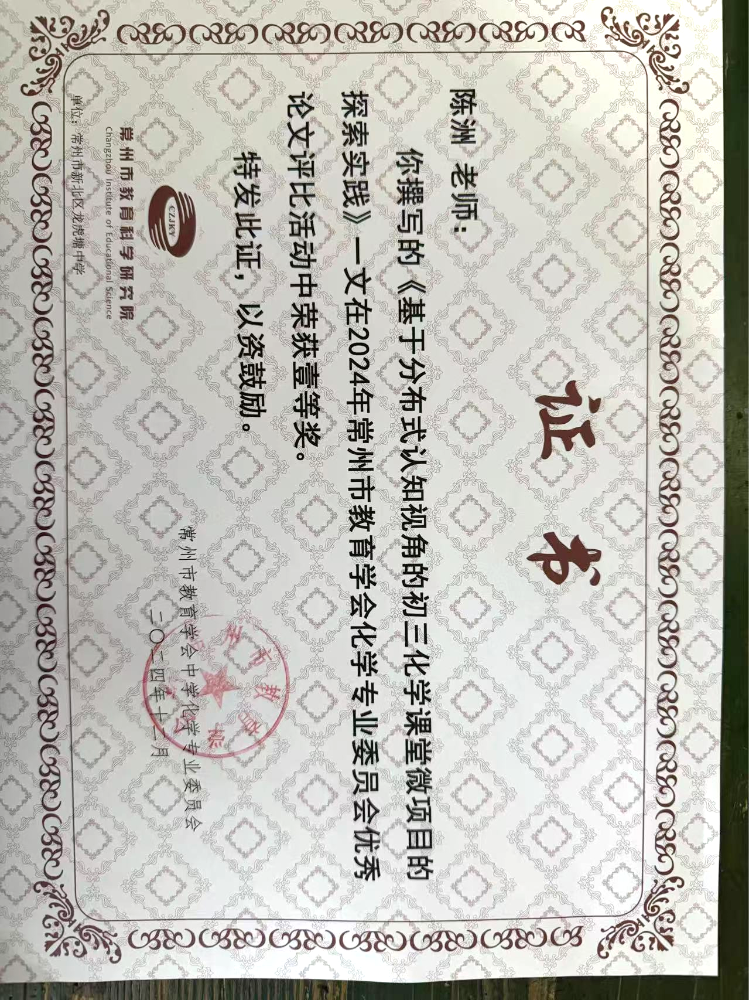 证书
陈洲 老师：
你撰写的《基于分布式认知视角的初三化学课堂微项目的
探索实践》一文在2024年常州市教育学会化学专业委员会优秀
论文评比活动中荣获壹等奖。
特发此证，以资鼓励。
CZJKY
常州市教育科学研究院
Changzhou Institute of Educational Science
常州市教育学会中学化学专业委员会
二〇二四年十二月
单位：常州市新北区龙虎塘中学